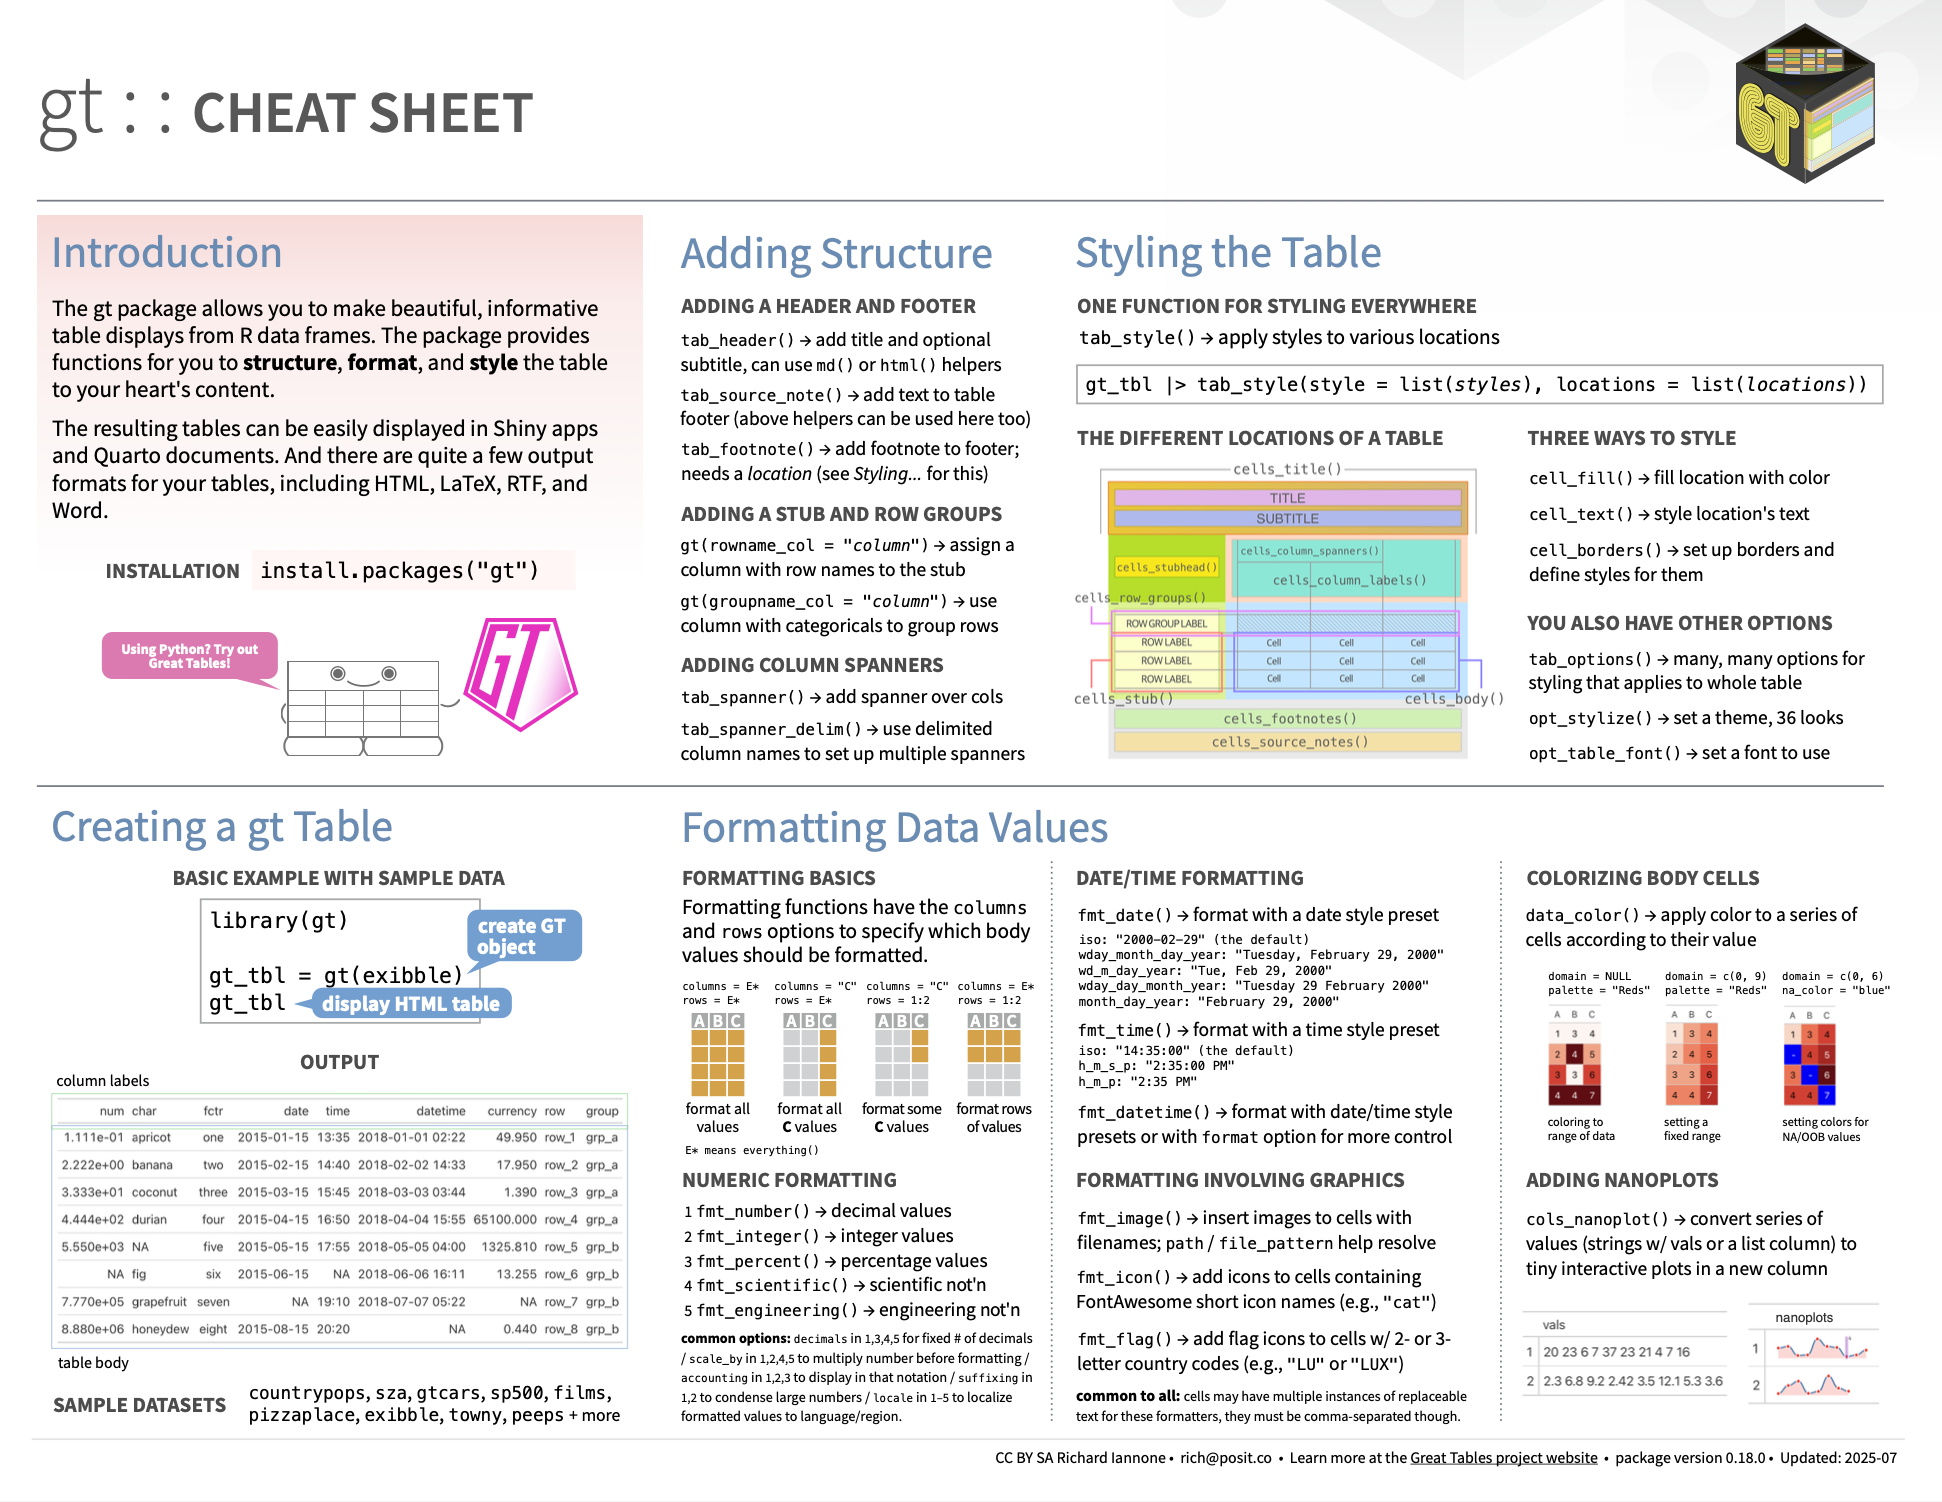 gt : : CHEAT SHEET
GT
Introduction
The gt package allows you to make beautiful, informative
table displays from R data frames. The package provides
functions for you to structure, format, and style the table
to your heart's content.
The resulting tables can be easily displayed in Shiny apps
and Quarto documents. And there are quite a few output
formats for your tables, including HTML, LaTeX, RTF, and
Word.
INSTALLATION install.packages("gt")
Using Python? Try out
Great Tables!
GT
Adding Structure
ADDING A HEADER AND FOOTER
tab_header() → add title and optional
subtitle, can use md() or html() helpers
tab_source_note() → add text to table
footer (above helpers can be used here too)
tab_footnote() → add footnote to footer;
needs a location (see Styling... for this)
ADDING A STUB AND ROW GROUPS
gt(rowname_col = "column") → assign a
column with row names to the stub
gt(groupname_col = "column") → use
column with categoricals to group rows
ADDING COLUMN SPANNERS
tab_spanner() → add spanner over cols
tab_spanner_delim() → use delimited
column names to set up multiple spanners
Styling the Table
ONE FUNCTION FOR STYLING EVERYWHERE
tab_style() → apply styles to various locations
gt_tbl |> tab_style(style = list(styles), locations = list(locations))
THE DIFFERENT LOCATIONS OF A TABLE
cells_title()
TITLE
SUBTITLE
cells_column_spanners()
cells_stubhead()
cells_column_labels()
cells_row_groups()
ROW GROUP LABEL
ROW LABEL Cell Cell Cell
ROW LABEL Cell Cell Cell
ROW LABEL Cell Cell Cell
cells_stub() cells_body()
cells_footnotes()
cells_source_notes()
THREE WAYS TO STYLE
cell_fill() → fill location with color
cell_text() → style location's text
cell_borders() → set up borders and
define styles for them
YOU ALSO HAVE OTHER OPTIONS
tab_options() → many, many options for
styling that applies to whole table
opt_stylize() → set a theme, 36 looks
opt_table_font() → set a font to use
Creating a gt Table
BASIC EXAMPLE WITH SAMPLE DATA
library(gt)
create GT
object
gt_tbl = gt(exibble)
gt_tbl display HTML table
OUTPUT
column labels
num char fctr date time datetime currency row group
1.111e-01 apricot one 2015-01-15 13:35 2018-01-01 02:22 49.950 row_1 grp_a
2.222e+00 banana two 2015-02-15 14:40 2018-02-02 14:33 17.950 row_2 grp_a
3.333e+01 coconut three 2015-03-15 15:45 2018-03-03 03:44 1.390 row_3 grp_a
4.444e+02 durian four 2015-04-15 16:50 2018-04-04 15:55 65100.000 row_4 grp_a
5.550e+03 NA five 2015-05-15 17:55 2018-05-05 04:00 1325.810 row_5 grp_b
NA fig six 2015-06-15 NA 2018-06-06 16:11 13.255 row_6 grp_b
7.770e+05 grapefruit seven NA 19:10 2018-07-07 05:22 NA row_7 grp_b
8.880e+06 honeydew eight 2015-08-15 20:20 NA 0.440 row_8 grp_b
table body
SAMPLE DATASETS countrypops, sza, gtcars, sp500, films,
pizzaplace, exibble, towny, peeps + more
Formatting Data Values
FORMATTING BASICS
Formatting functions have the columns
and rows options to specify which body
values should be formatted.
columns = E* columns = "C" columns = "C" columns = E*
rows = E* rows = E* rows = 1:2 rows = 1:2
A B C A B C A B C A B C
format all format all format some format rows
values C values C values of values
E* means everything()
NUMERIC FORMATTING
1 fmt_number() → decimal values
2 fmt_integer() → integer values
3 fmt_percent() → percentage values
4 fmt_scientific() → scientific not'n
5 fmt_engineering() → engineering not'n
common options: decimals in 1,3,4,5 for fixed # of decimals
/ scale_by in 1,2,4,5 to multiply number before formatting /
accounting in 1,2,3 to display in that notation / suffixing in
1,2 to condense large numbers / locale in 1–5 to localize
formatted values to language/region.
DATE/TIME FORMATTING
fmt_date() → format with a date style preset
iso: "2000-02-29" (the default)
wday_month_day_year: "Tuesday, February 29, 2000"
wd_m_day_year: "Tue, Feb 29, 2000"
wday_day_month_year: "Tuesday 29 February 2000"
month_day_year: "February 29, 2000"
fmt_time() → format with a time style preset
iso: "14:35:00" (the default)
h_m_s_p: "2:35:00 PM"
h_m_p: "2:35 PM"
fmt_datetime() → format with date/time style
presets or with format option for more control
FORMATTING INVOLVING GRAPHICS
fmt_image() → insert images to cells with
filenames; path / file_pattern help resolve
fmt_icon() → add icons to cells containing
FontAwesome short icon names (e.g., "cat")
fmt_flag() → add flag icons to cells w/ 2- or 3-
letter country codes (e.g., "LU" or "LUX")
common to all: cells may have multiple instances of replaceable
text for these formatters, they must be comma-separated though.
COLORIZING BODY CELLS
data_color() → apply color to a series of
cells according to their value
domain = NULL domain = c(0, 9) domain = c(0, 6)
palette = "Reds" palette = "Reds" na_color = "blue"
A B C A B C A B C
1 3 4 1 3 4 1 3 4
2 4 5 2 4 5 - 4 5
3 3 6 3 3 6 3 - 6
4 4 7 4 4 7 4 4 7
coloring to setting a setting colors for
range of data fixed range NA/OOB values
ADDING NANOPLOTS
cols_nanoplot() → convert series of
values (strings w/ vals or a list column) to
tiny interactive plots in a new column
vals nanoplots
1 20 23 6 7 37 23 21 4 7 16 1
2 2.3 6.8 9.2 2.42 3.5 12.1 5.3 3.6 2
CC BY SA Richard Iannone • rich@posit.co • Learn more at the Great Tables project website • package version 0.18.0 • Updated: 2025-07